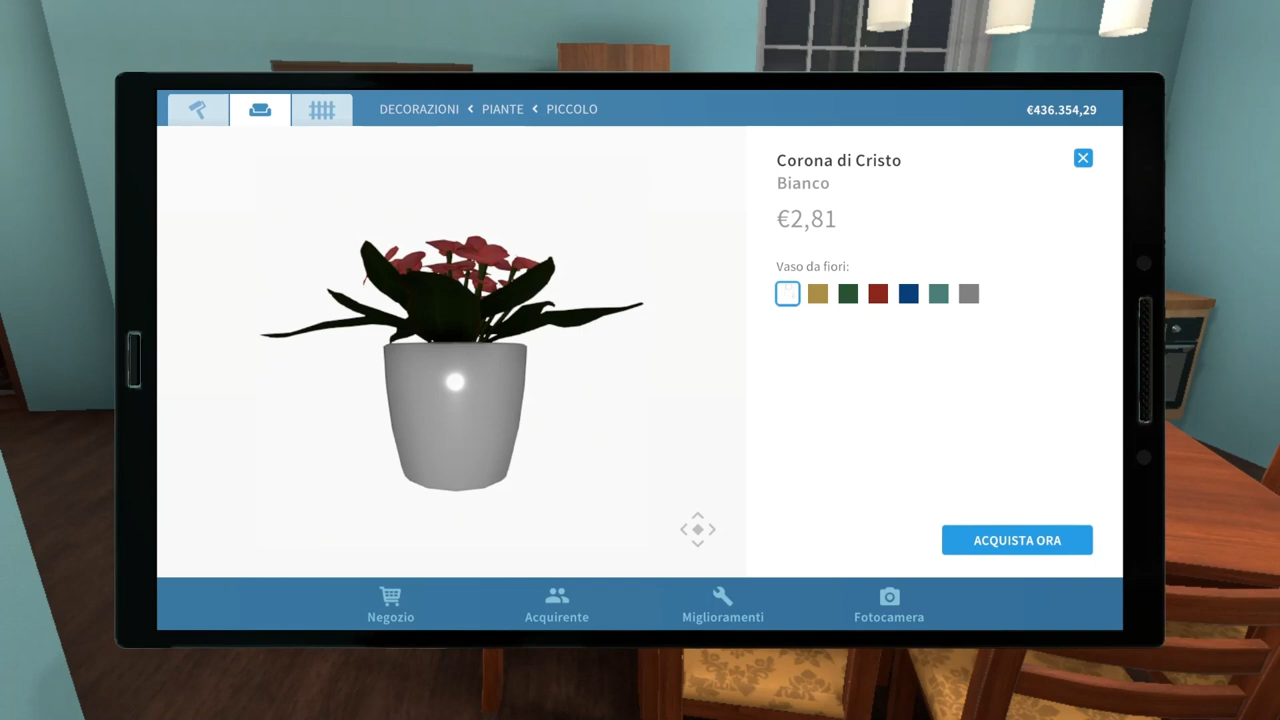 DECORAZIONI < PIANTE < PICCOLO
€436.354,29
Corona di Cristo
Bianco
€2,81
Vaso da fiori:
ACQUISTA ORA
Negozio
Acquirente
Miglioramenti
Fotocamera